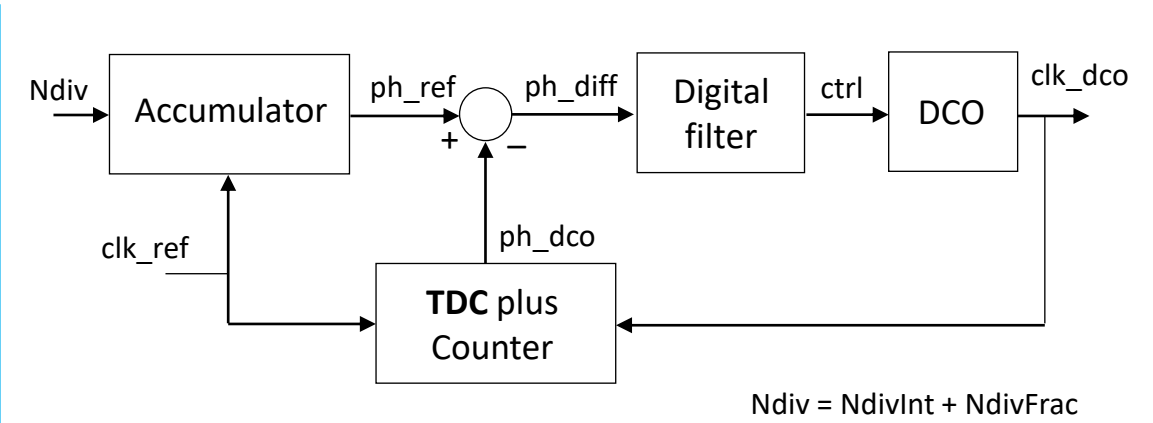 Ndiv
Accumulator
ph_ref
ph_diff
Digital
filter
ctrl
DCO
clk_dco
+
–
clk_ref
ph_dco
TDC plus
Counter
Ndiv = NdivInt + NdivFrac